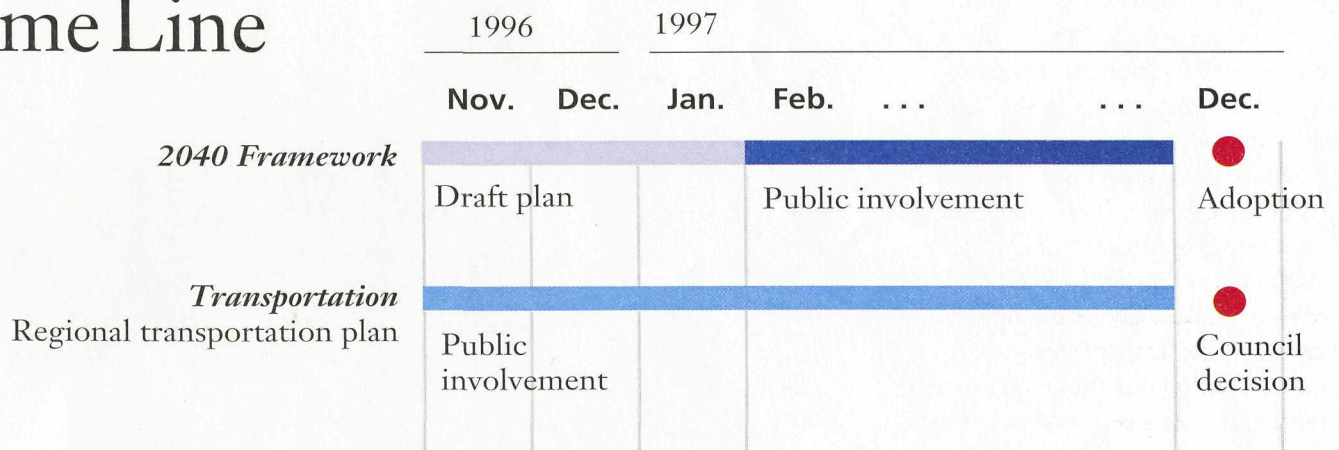 me Line
1996 1997
Nov. Dec. Jan. Feb. ... ... Dec.
2040 Framework
Draft plan Public involvement Adoption
Transportation
Regional transportation plan
Public
involvement
Council
decision